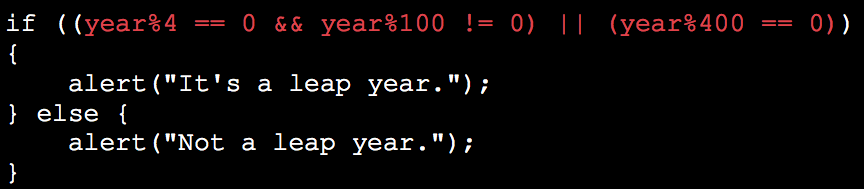 if ((year%4 == 0 && year%100 != 0) || (year%400 == 0))
{
    alert("It's a leap year.");
} else {
    alert("Not a leap year.");
}